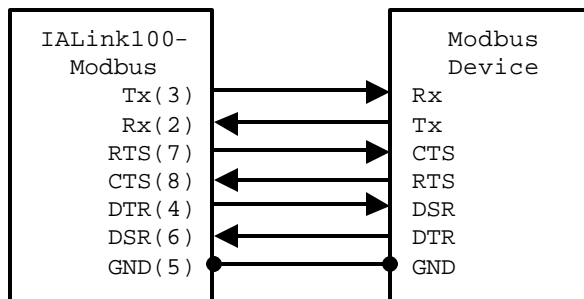 IALink100-
Modbus
Tx(3)
Rx(2)
RTS(7)
CTS(8)
DTR(4)
DSR(6)
GND(5)
Modbus
Device
Rx
Tx
CTS
RTS
DSR
DTR
GND